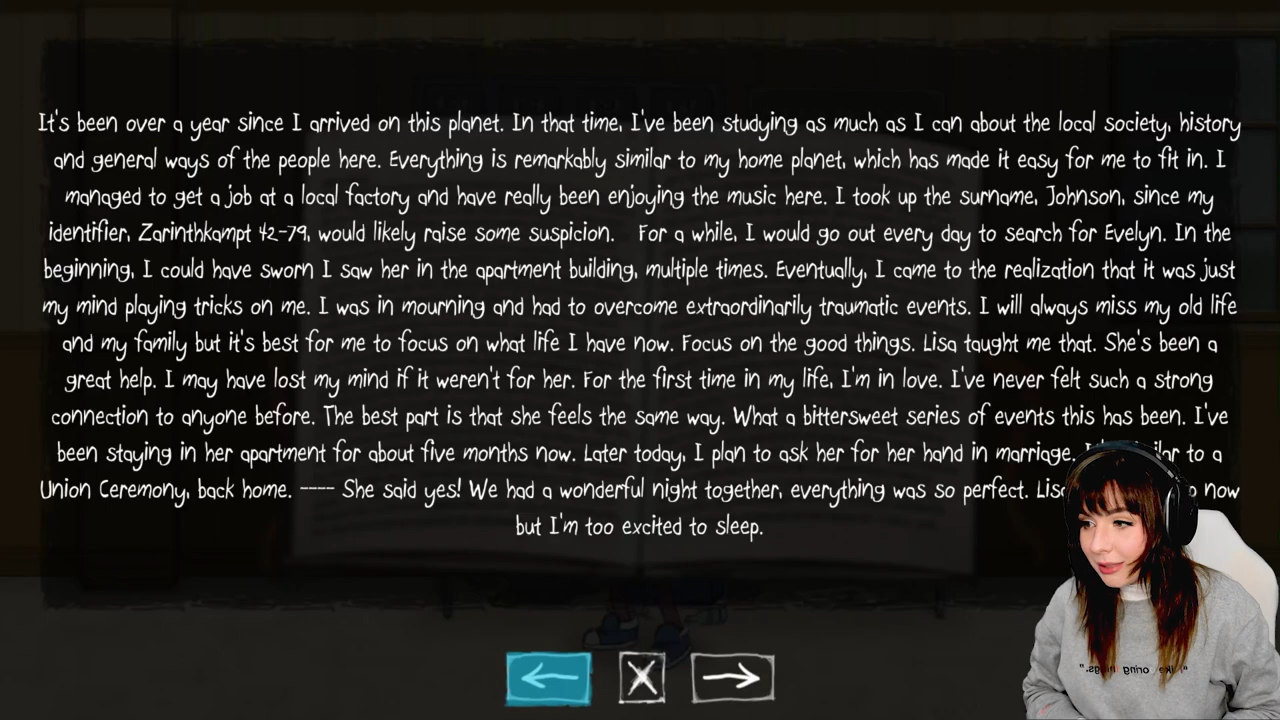 It's been over a year since I arrived on this planet. In that time, I've been studying as much as I can about the local society, history
and general ways of the people here. Everything is remarkably similar to my home planet, which has made it easy for me to fit in. I
managed to get a job at a local factory and have really been enjoying the music here. I took up the surname, Johnson, since my
identifier, Zarinthkampt 42-79, would likely raise some suspicion. For a while, I would go out every day to search for Evelyn. In the
beginning, I could have sworn I saw her in the apartment building, multiple times. Eventually, I came to the realization that it was just
my mind playing tricks on me. I was in mourning and had to overcome extraordinarily traumatic events. I will always miss my old life
and my family but it's best for me to focus on what life I have now. Focus on the good things. Lisa taught me that. She's been a
great help. I may have lost my mind if it weren't for her. For the first time in my life, I'm in love. I've never felt such a strong
connection to anyone before. The best part is that she feels the same way. What a bittersweet series of events this has been. I've
been staying in her apartment for about five months now. Later today, I plan to ask her for her hand in marriage. to a
Union Ceremony, back home. ---- She said yes! We had a wonderful night together, everything was so perfect. now
but I'm too excited to sleep.